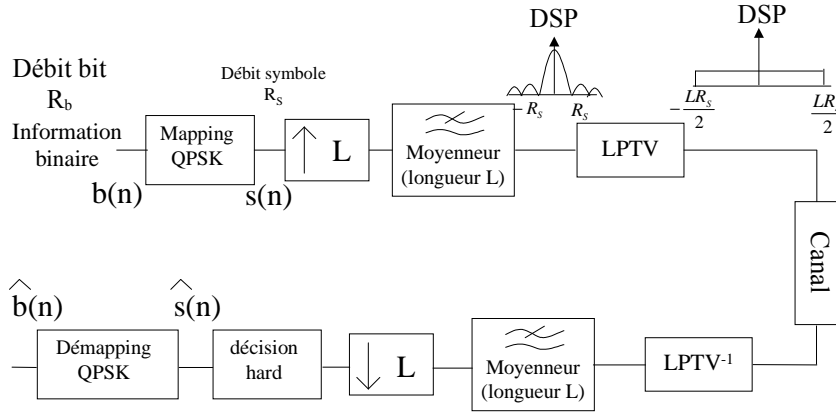 DSP
DSP
Débit bit
R_b
Information
binaire
Débit symbole
R_S
− R_s
R_s
−LR_s/2
LR_s/2
Mapping
QPSK
↑ L
Moyenneur
(longueur L)
LPTV
b(n)
s(n)
Canal
b̂(n)
ŝ(n)
Démapping
QPSK
décision
hard
↓ L
Moyenneur
(longueur L)
LPTV⁻¹